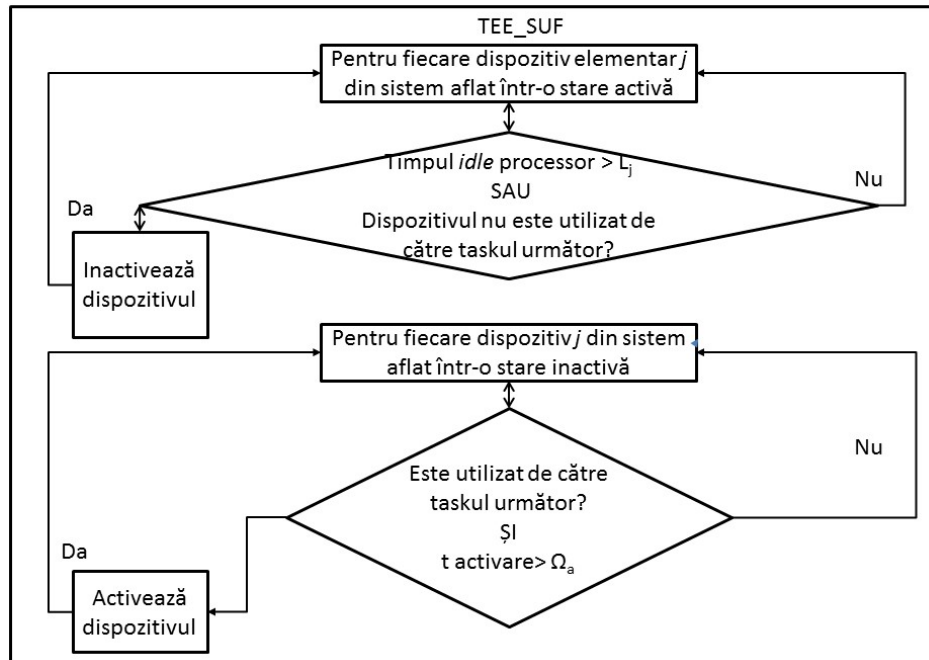 TEE_SUF
Pentru fiecare dispozitiv elementar j
din sistem aflat într-o stare activă
Timpul idle processor > Lj
SAU
Dispozitivul nu este utilizat de
către taskul următor?
Nu
Da
Inactivează
dispozitivul
Pentru fiecare dispozitiv j din sistem
aflat într-o stare inactivă
Este utilizat de către
taskul următor?
ȘI
t activare> Ωa
Nu
Da
Activează
dispozitivul